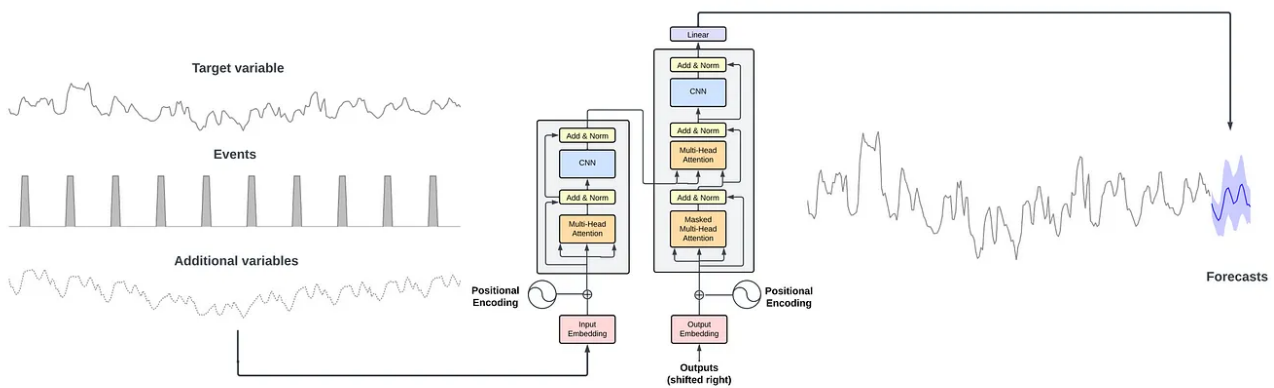 Target variable
Events
Additional variables
Positional
Encoding
Add & Norm
CNN
Add & Norm
Multi-Head
Attention
Input
Embedding
Linear
Add & Norm
CNN
Add & Norm
Multi-Head
Attention
Add & Norm
Masked
Multi-Head
Attention
Positional
Encoding
Output
Embedding
Outputs
(shifted right)
Forecasts